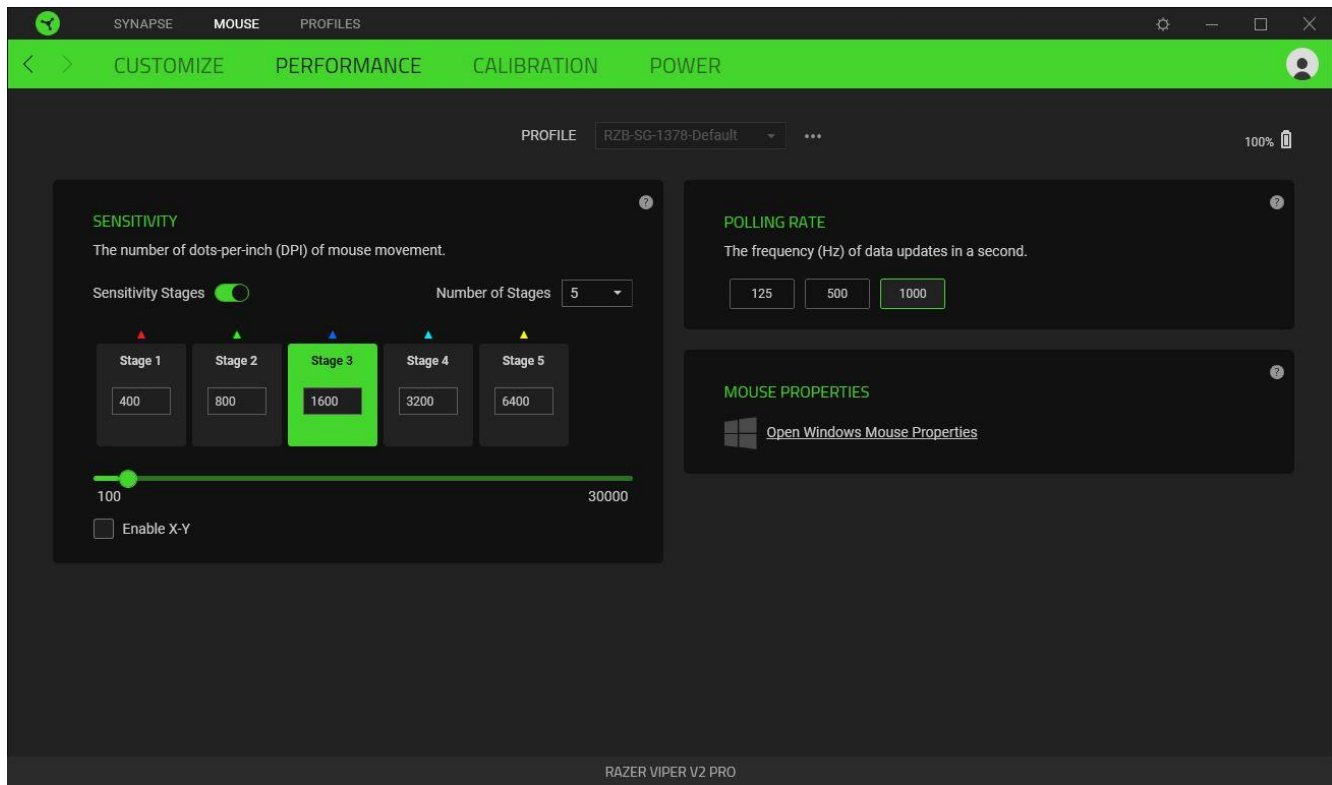 SYNAPSE MOUSE PROFILES
CUSTOMIZE PERFORMANCE CALIBRATION POWER
PROFILE RZB-SG-1378-Default
100%
SENSITIVITY
The number of dots-per-inch (DPI) of mouse movement.
Sensitivity Stages Number of Stages 5
Stage 1 Stage 2 Stage 3 Stage 4 Stage 5
400 800 1600 3200 6400
100 30000
Enable X-Y
?
POLLING RATE
The frequency (Hz) of data updates in a second.
125 500 1000
?
MOUSE PROPERTIES
Open Windows Mouse Properties
?
RAZER VIPER V2 PRO